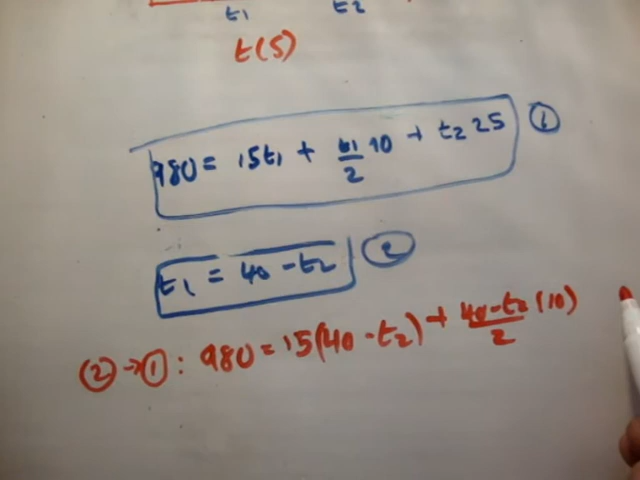 t1 t2
t(s)
980 = 15t1 + t1/2 10 + t2 25 ①
t1 = 40 - t2 ②
② → ① : 980 = 15(40 - t2) + 40-t2/2 (10)